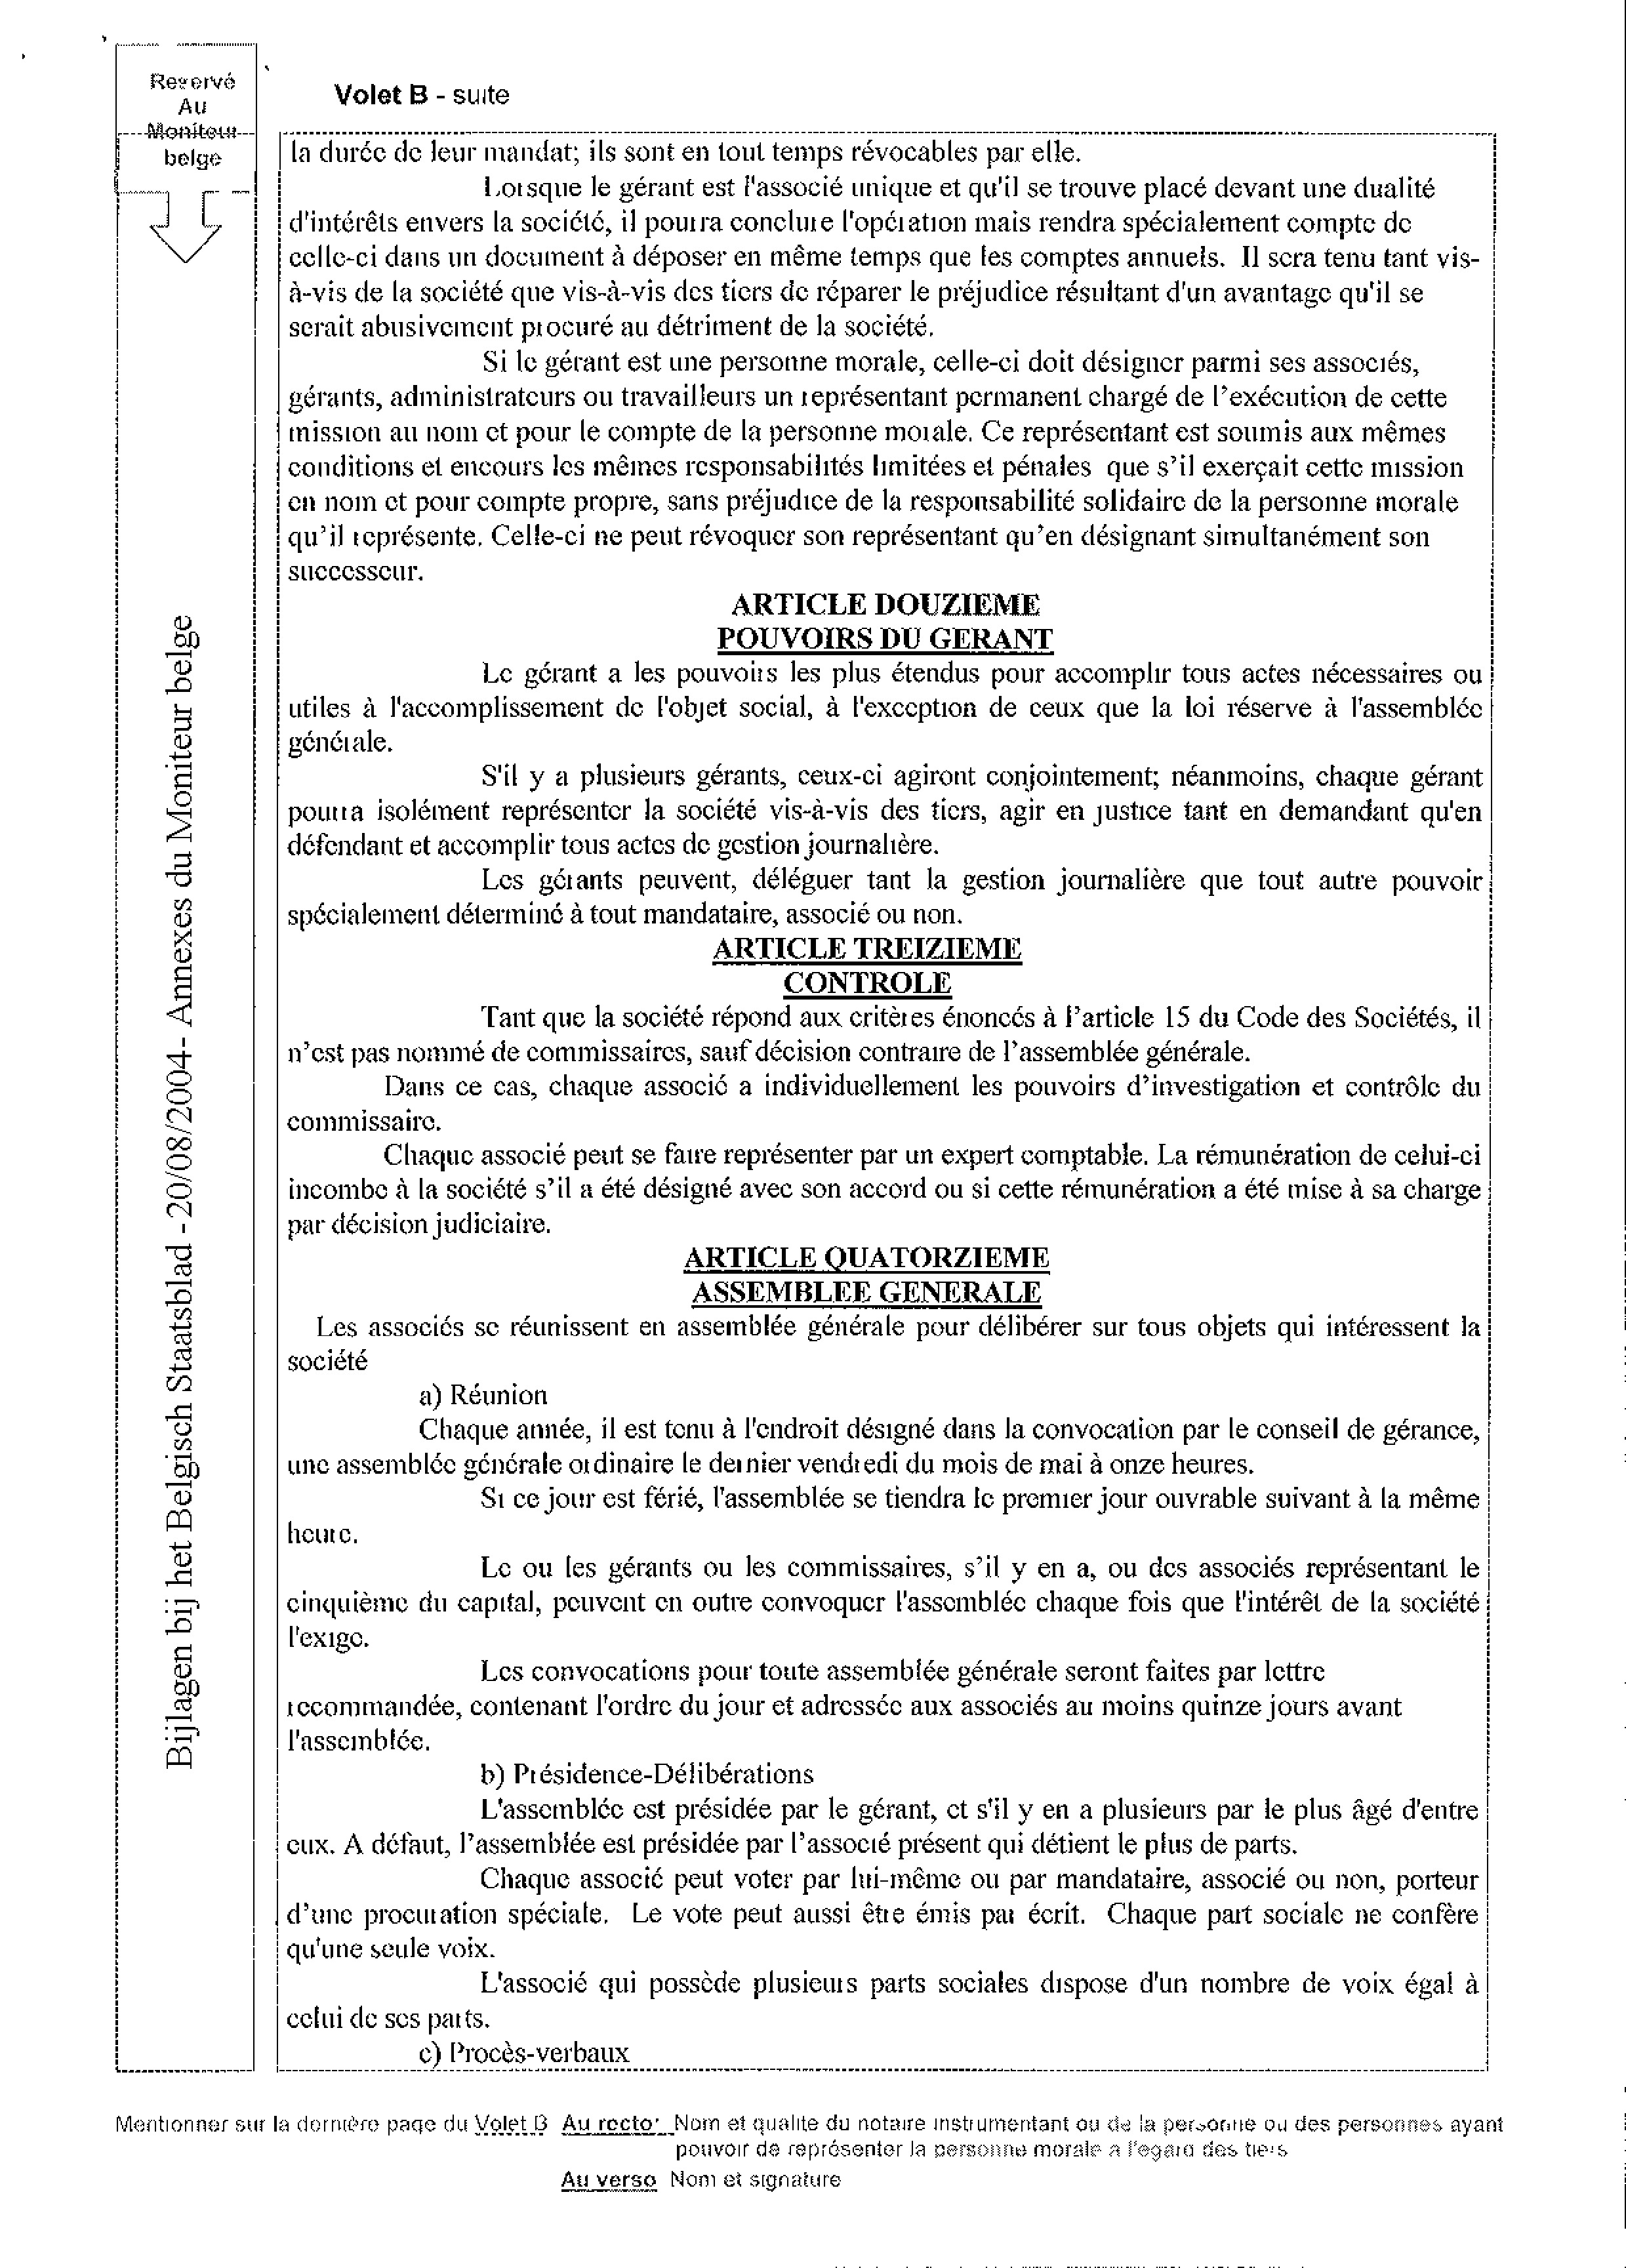 Reservé
Au
Moniteur
belge
Volet B - suite
la durée de leur mandat; ils sont en tout temps révocables par elle.
Lorsque le gérant est l'associé unique et qu'il se trouve placé devant une dualité
d'intérêts envers la société, il pourra conclure l'opération mais rendra spécialement compte de
celle-ci dans un document à déposer en même temps que les comptes annuels. Il sera tenu tant vis-
à-vis de la société que vis-à-vis des tiers de réparer le préjudice résultant d'un avantage qu'il se
serait abusivement procuré au détriment de la société.
Si le gérant est une personne morale, celle-ci doit désigner parmi ses associés,
gérants, administrateurs ou travailleurs un représentant permanent chargé de l'exécution de cette
mission au nom et pour le compte de la personne morale. Ce représentant est soumis aux mêmes
conditions et encours les mêmes responsabilités limitées et pénales que s'il exerçait cette mission
en nom et pour compte propre, sans préjudice de la responsabilité solidaire de la personne morale
qu'il représente. Celle-ci ne peut révoquer son représentant qu'en désignant simultanément son
successeur.
ARTICLE DOUZIEME
POUVOIRS DU GERANT
Le gérant a les pouvoirs les plus étendus pour accomplir tous actes nécessaires ou
utiles à l'accomplissement de l'objet social, à l'exception de ceux que la loi réserve à l'assemblée
générale.
S'il y a plusieurs gérants, ceux-ci agiront conjointement; néanmoins, chaque gérant
pourra isolément représenter la société vis-à-vis des tiers, agir en justice tant en demandant qu'en
défendant et accomplir tous actes de gestion journalière.
Les gérants peuvent, déléguer tant la gestion journalière que tout autre pouvoir
spécialement déterminé à tout mandataire, associé ou non.
ARTICLE TREIZIEME
CONTROLE
Tant que la société répond aux critères énoncés à l'article 15 du Code des Sociétés, il
n'est pas nommé de commissaires, sauf décision contraire de l'assemblée générale.
Dans ce cas, chaque associé a individuellement les pouvoirs d'investigation et contrôle du
commissaire.
Chaque associé peut se faire représenter par un expert comptable. La rémunération de celui-ci
incombe à la société s'il a été désigné avec son accord ou si cette rémunération a été mise à sa charge
par décision judiciaire.
ARTICLE QUATORZIEME
ASSEMBLEE GENERALE
Les associés se réunissent en assemblée générale pour délibérer sur tous objets qui intéressent la
société
a) Réunion
Chaque année, il est tenu à l'endroit désigné dans la convocation par le conseil de gérance,
une assemblée générale ordinaire le dernier vendredi du mois de mai à onze heures.
Si ce jour est férié, l'assemblée se tiendra le premier jour ouvrable suivant à la même
heure.
Le ou les gérants ou les commissaires, s'il y en a, ou des associés représentant le
cinquième du capital, peuvent en outre convoquer l'assemblée chaque fois que l'intérêt de la société
l'exige.
Les convocations pour toute assemblée générale seront faites par lettre
recommandée, contenant l'ordre du jour et adressée aux associés au moins quinze jours avant
l'assemblée.
b) Présidence-Délibérations
L'assemblée est présidée par le gérant, et s'il y en a plusieurs par le plus âgé d'entre
eux. A défaut, l'assemblée est présidée par l'associé présent qui détient le plus de parts.
Chaque associé peut voter par lui-même ou par mandataire, associé ou non, porteur
d'une procuration spéciale. Le vote peut aussi être émis par écrit. Chaque part sociale ne confère
qu'une seule voix.
L'associé qui possède plusieurs parts sociales dispose d'un nombre de voix égal à
celui de ses parts.
c) Procès-verbaux
Bijlagen bij het Belgisch Staatsblad - 20/08/2004- Annexes du Moniteur belge
Mentionner sur la dernière page du Volet B Au recto: Nom et qualité du notaire instrumentant ou de la personne ou des personnes ayant
pouvoir de représenter la personne morale à l'égard des tiers
Au verso Nom et signature